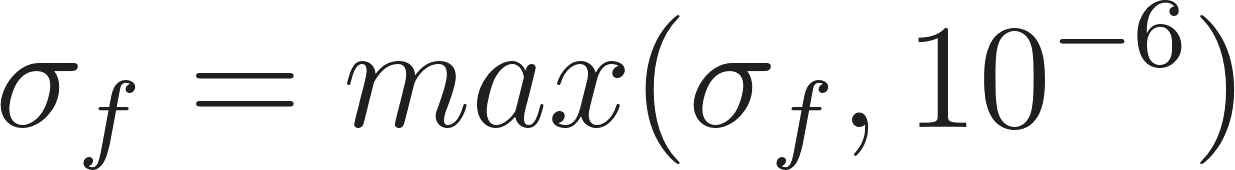 σ_f = max(σ_f, 10^{-6})